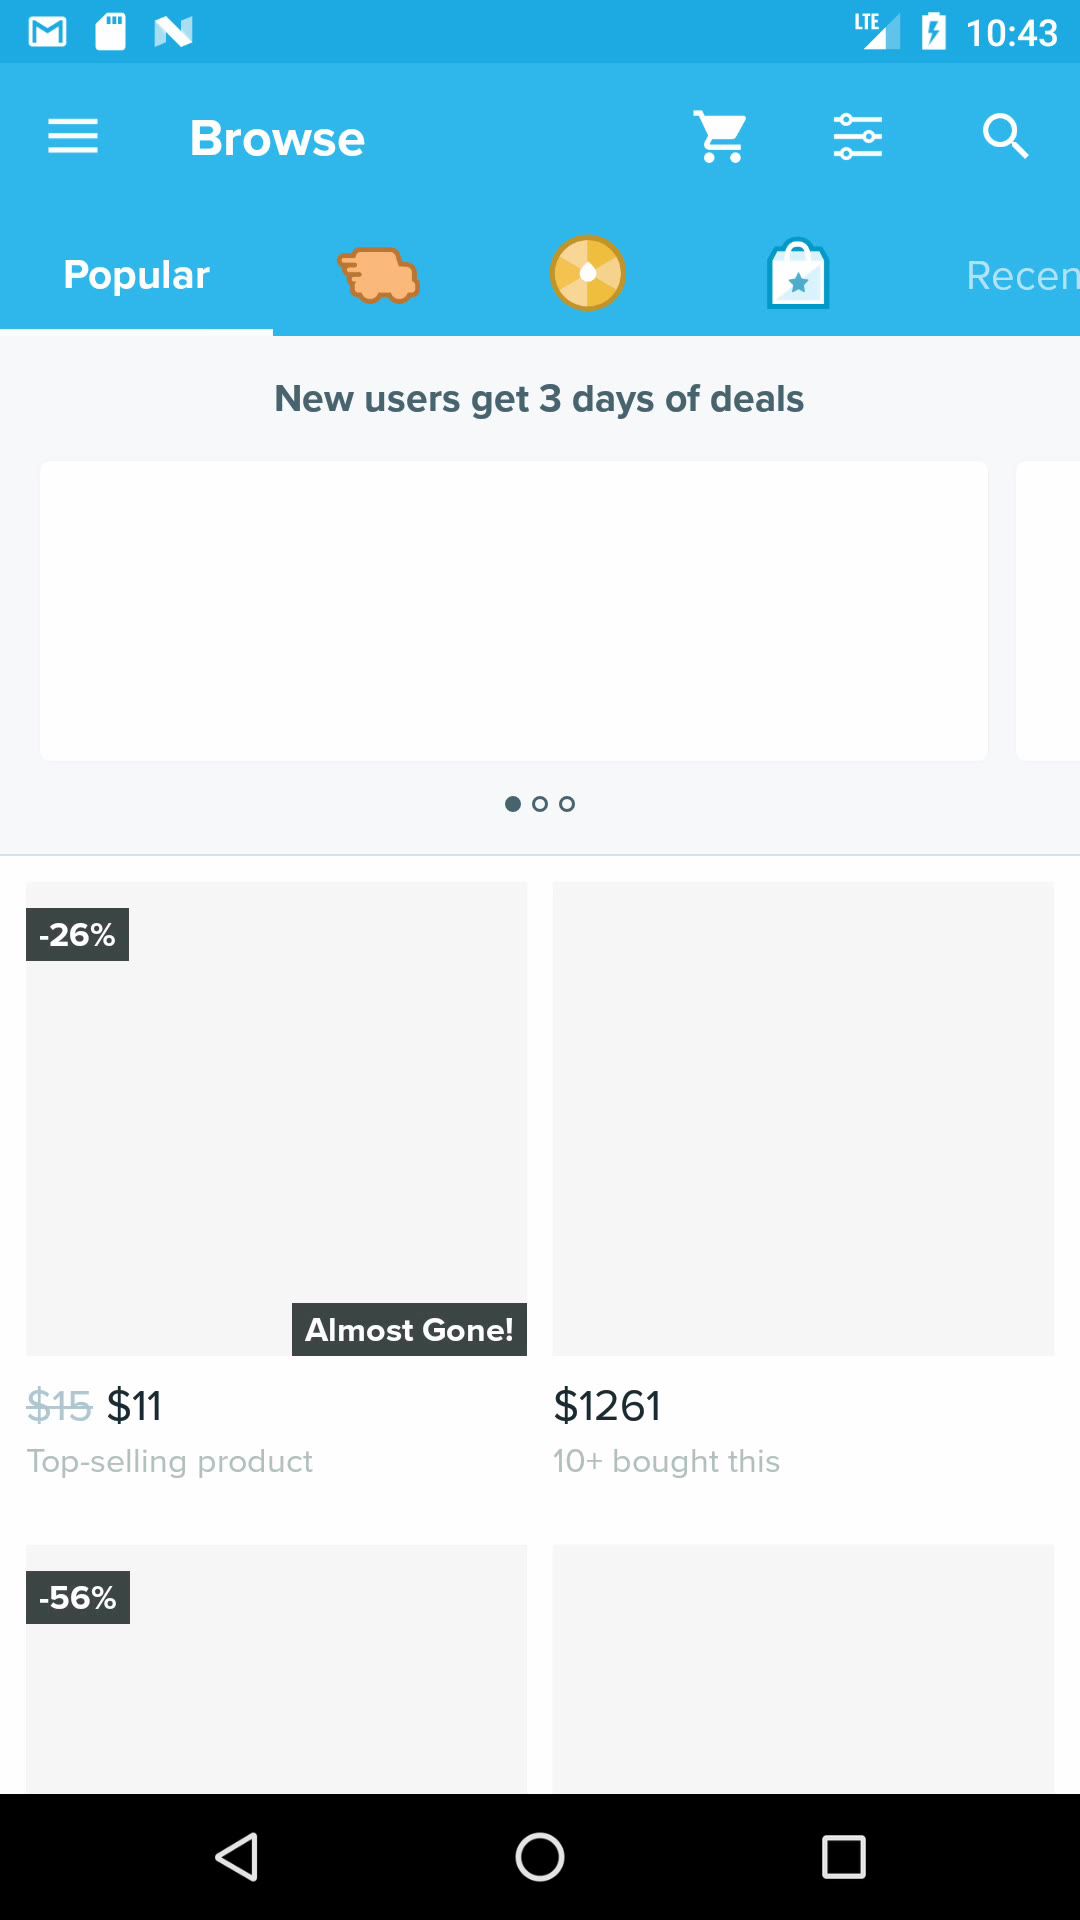 LTE 10:43
Browse
Popular
Recen
New users get 3 days of deals
-26%
Almost Gone!
$15 $11
$1261
Top-selling product
10+ bought this
-56%